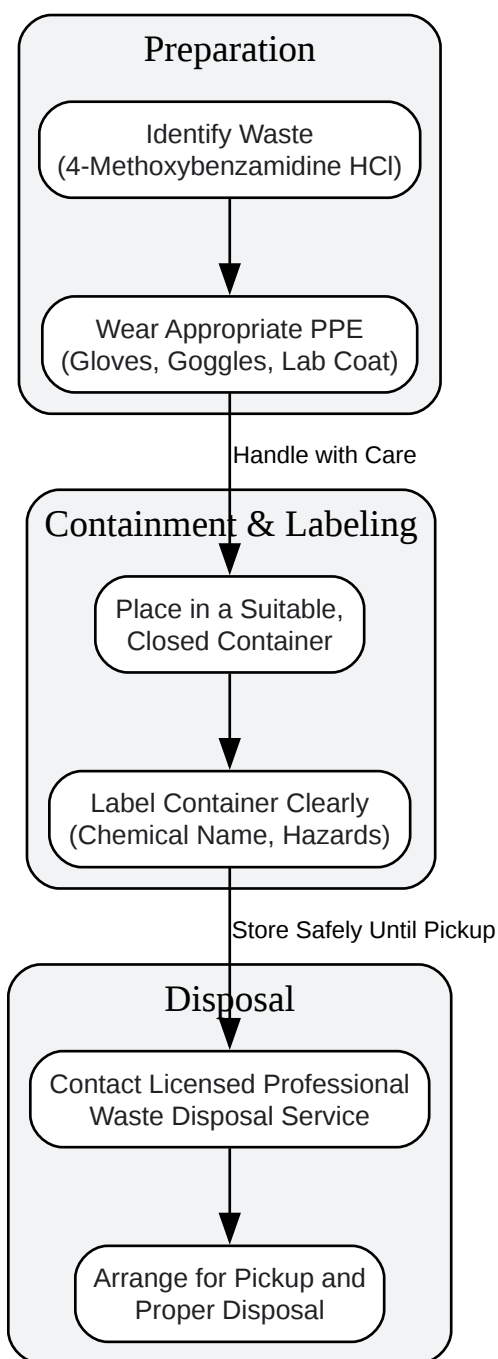 Preparation
Identify Waste
(4-Methoxybenzamidine HCl)
Wear Appropriate PPE
(Gloves, Goggles, Lab Coat)
Handle with Care
Containment & Labeling
Place in a Suitable,
Closed Container
Label Container Clearly
(Chemical Name, Hazards)
Store Safely Until Pickup
Disposal
Contact Licensed Professional
Waste Disposal Service
Arrange for Pickup and
Proper Disposal